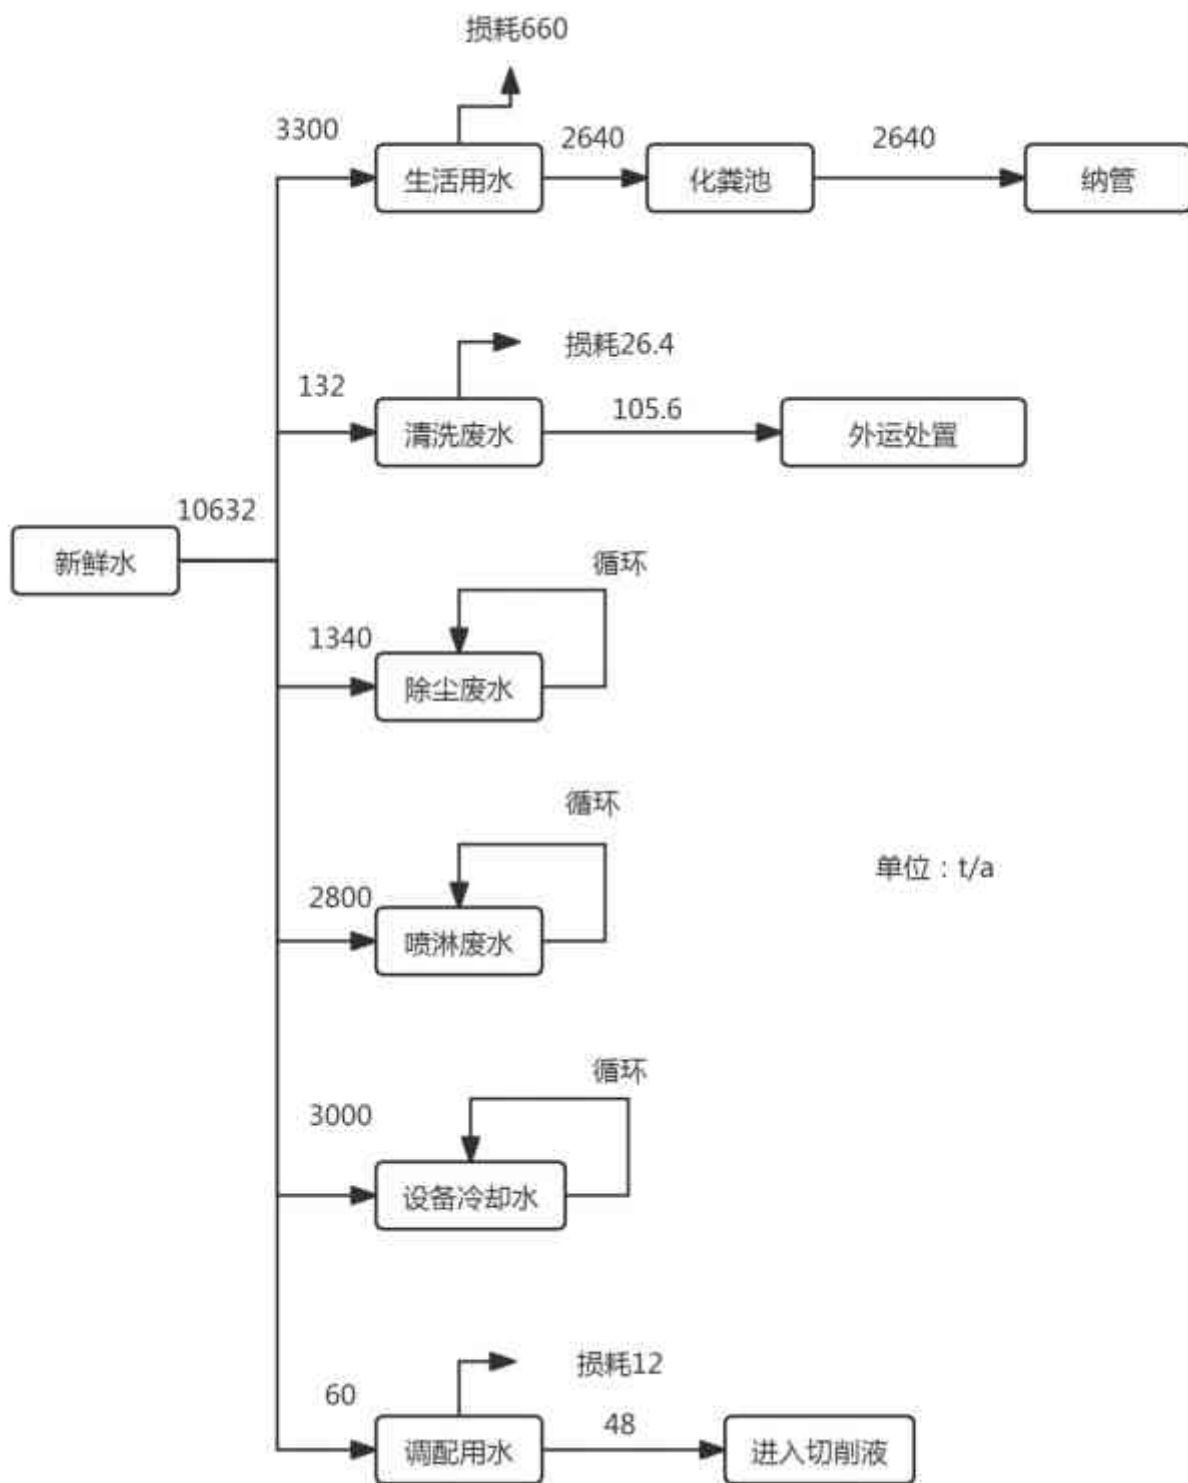 损耗660
3300
生活用水
2640
化粪池
2640
纳管
损耗26.4
132
清洗废水
105.6
外运处置
10632
新鲜水
循环
1340
除尘废水
循环
2800
喷淋废水
单位：t/a
循环
3000
设备冷却水
损耗12
60
调配用水
48
进入切削液